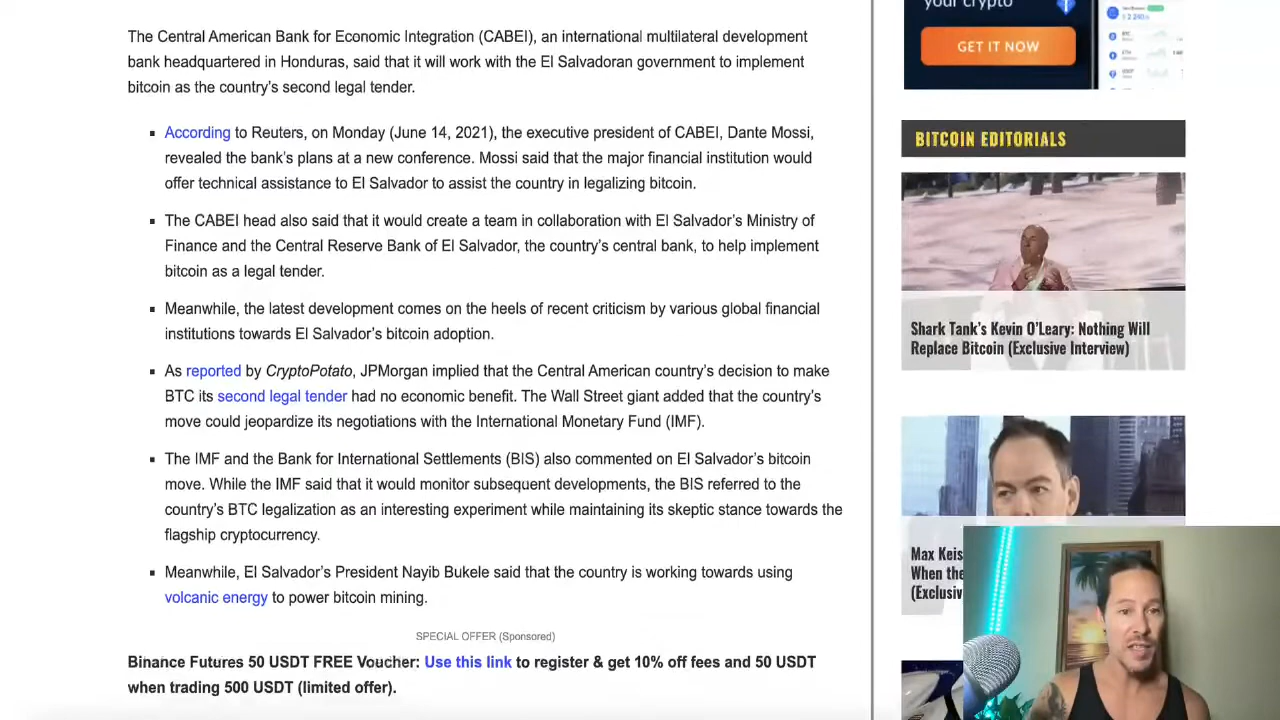 The Central American Bank for Economic Integration (CABEI), an international multilateral development
bank headquartered in Honduras, said that it will work with the El Salvadoran government to implement
bitcoin as the country's second legal tender.
According to Reuters, on Monday (June 14, 2021), the executive president of CABEI, Dante Mossi,
revealed the bank's plans at a new conference. Mossi said that the major financial institution would
offer technical assistance to El Salvador to assist the country in legalizing bitcoin.
The CABEI head also said that it would create a team in collaboration with El Salvador's Ministry of
Finance and the Central Reserve Bank of El Salvador, the country's central bank, to help implement
bitcoin as a legal tender.
Meanwhile, the latest development comes on the heels of recent criticism by various global financial
institutions towards El Salvador's bitcoin adoption.
As reported by CryptoPotato, JPMorgan implied that the Central American country's decision to make
BTC its second legal tender had no economic benefit. The Wall Street giant added that the country's
move could jeopardize its negotiations with the International Monetary Fund (IMF).
The IMF and the Bank for International Settlements (BIS) also commented on El Salvador's bitcoin
move. While the IMF said that it would monitor subsequent developments, the BIS referred to the
country's BTC legalization as an interesting experiment while maintaining its skeptic stance towards the
flagship cryptocurrency.
Meanwhile, El Salvador's President Nayib Bukele said that the country is working towards using
volcanic energy to power bitcoin mining.
SPECIAL OFFER (Sponsored)
Binance Futures 50 USDT FREE Voucher: Use this link to register & get 10% off fees and 50 USDT
when trading 500 USDT (limited offer).
your crypto
GET IT NOW
BITCOIN EDITORIALS
Shark Tank's Kevin O'Leary: Nothing Will
Replace Bitcoin (Exclusive Interview)
Max Keis
When the
(Exclusiv